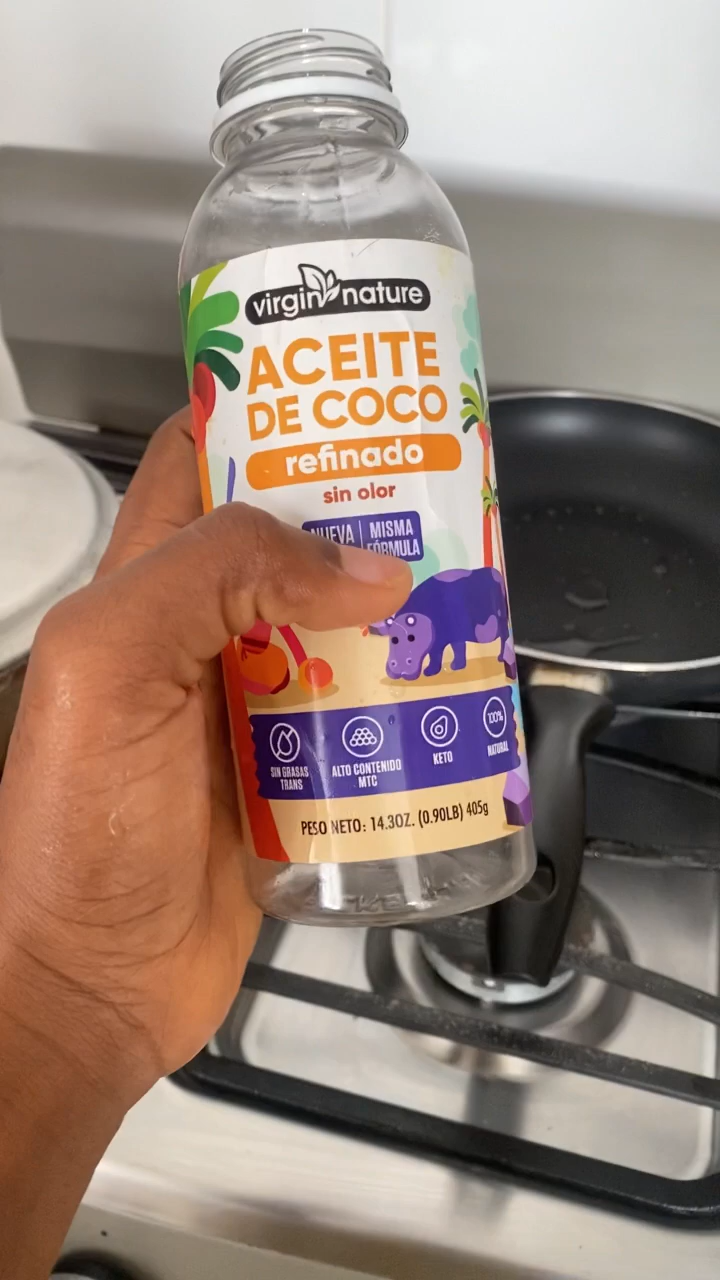 virgin nature
ACEITE
DE COCO
refinado
sin olor
NUEVA | MISMA
FÓRMULA
SIN GRASAS
TRANS
ALTO CONTENIDO
MTC
KETO
100%
NATURAL
PESO NETO: 14.3OZ. (0.90LB) 405g